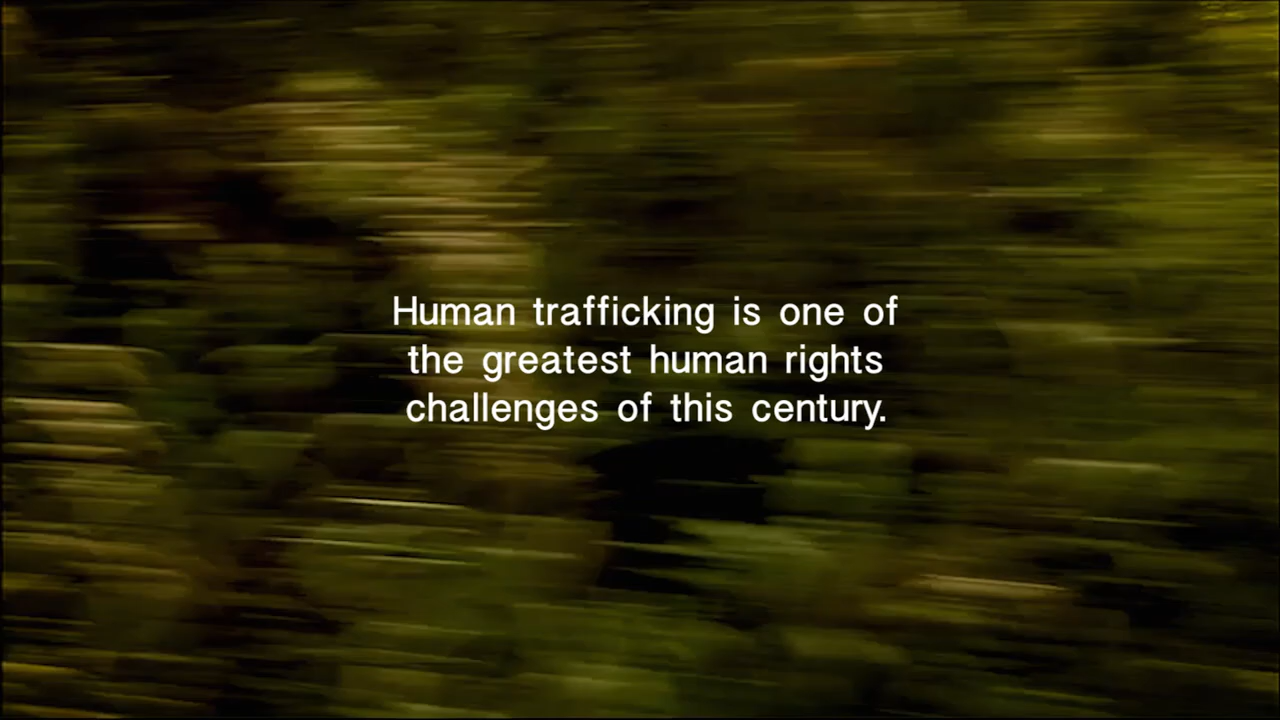 Human trafficking is one of
the greatest human rights
challenges of this century.